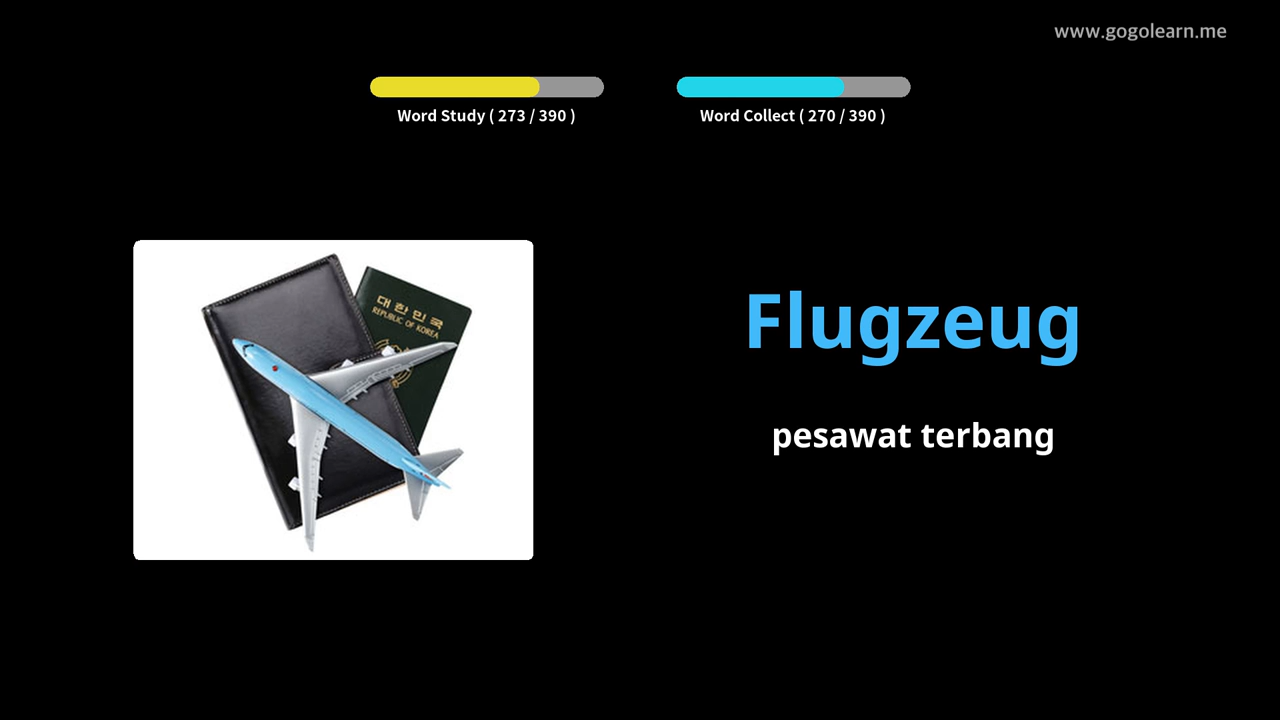 www.gogolearn.me
Word Study ( 273 / 390 )
Word Collect ( 270 / 390 )
대한민국
REPUBLIC OF KOREA
Flugzeug
pesawat terbang